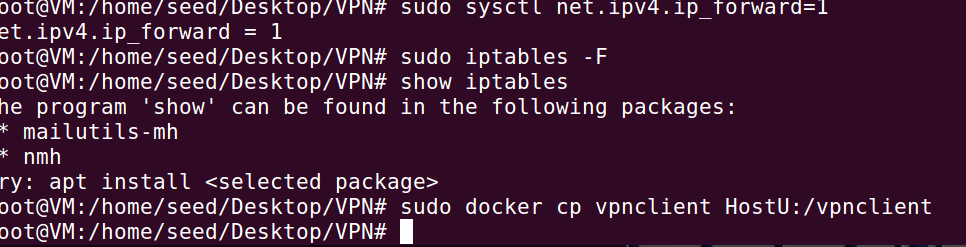 oot@VM:/home/seed/Desktop/VPN# sudo sysctl net.ipv4.ip_forward=1
et.ipv4.ip_forward = 1
oot@VM:/home/seed/Desktop/VPN# sudo iptables -F
oot@VM:/home/seed/Desktop/VPN# show iptables
he program 'show' can be found in the following packages:
* mailutils-mh
* nmh
ry: apt install <selected package>
oot@VM:/home/seed/Desktop/VPN# sudo docker cp vpnclient HostU:/vpnclient
oot@VM:/home/seed/Desktop/VPN#